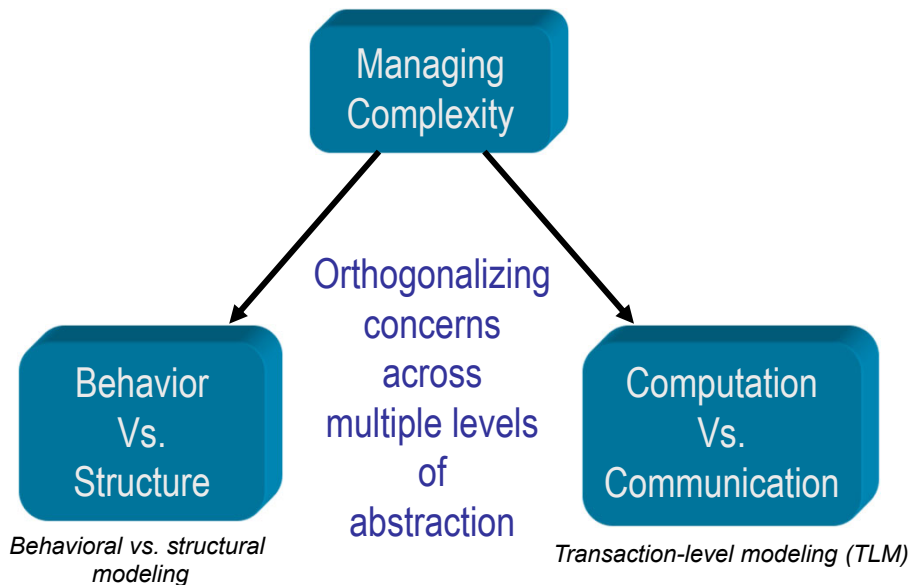 Managing
Complexity
Orthogonalizing
concerns
across
multiple levels
of
abstraction
Behavior
Vs.
Structure
Behavioral vs. structural
modeling
Computation
Vs.
Communication
Transaction-level modeling (TLM)